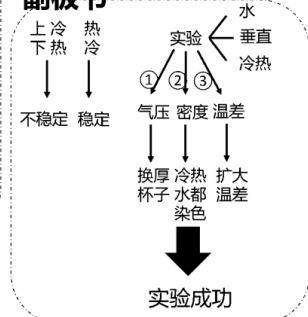 副板书
上冷 热
下热 冷
不稳定 稳定
水
实验
垂直
冷热
① ② ③
气压 密度 温差
换厚 冷热 扩大
杯子 水都 温差
染色
实验成功